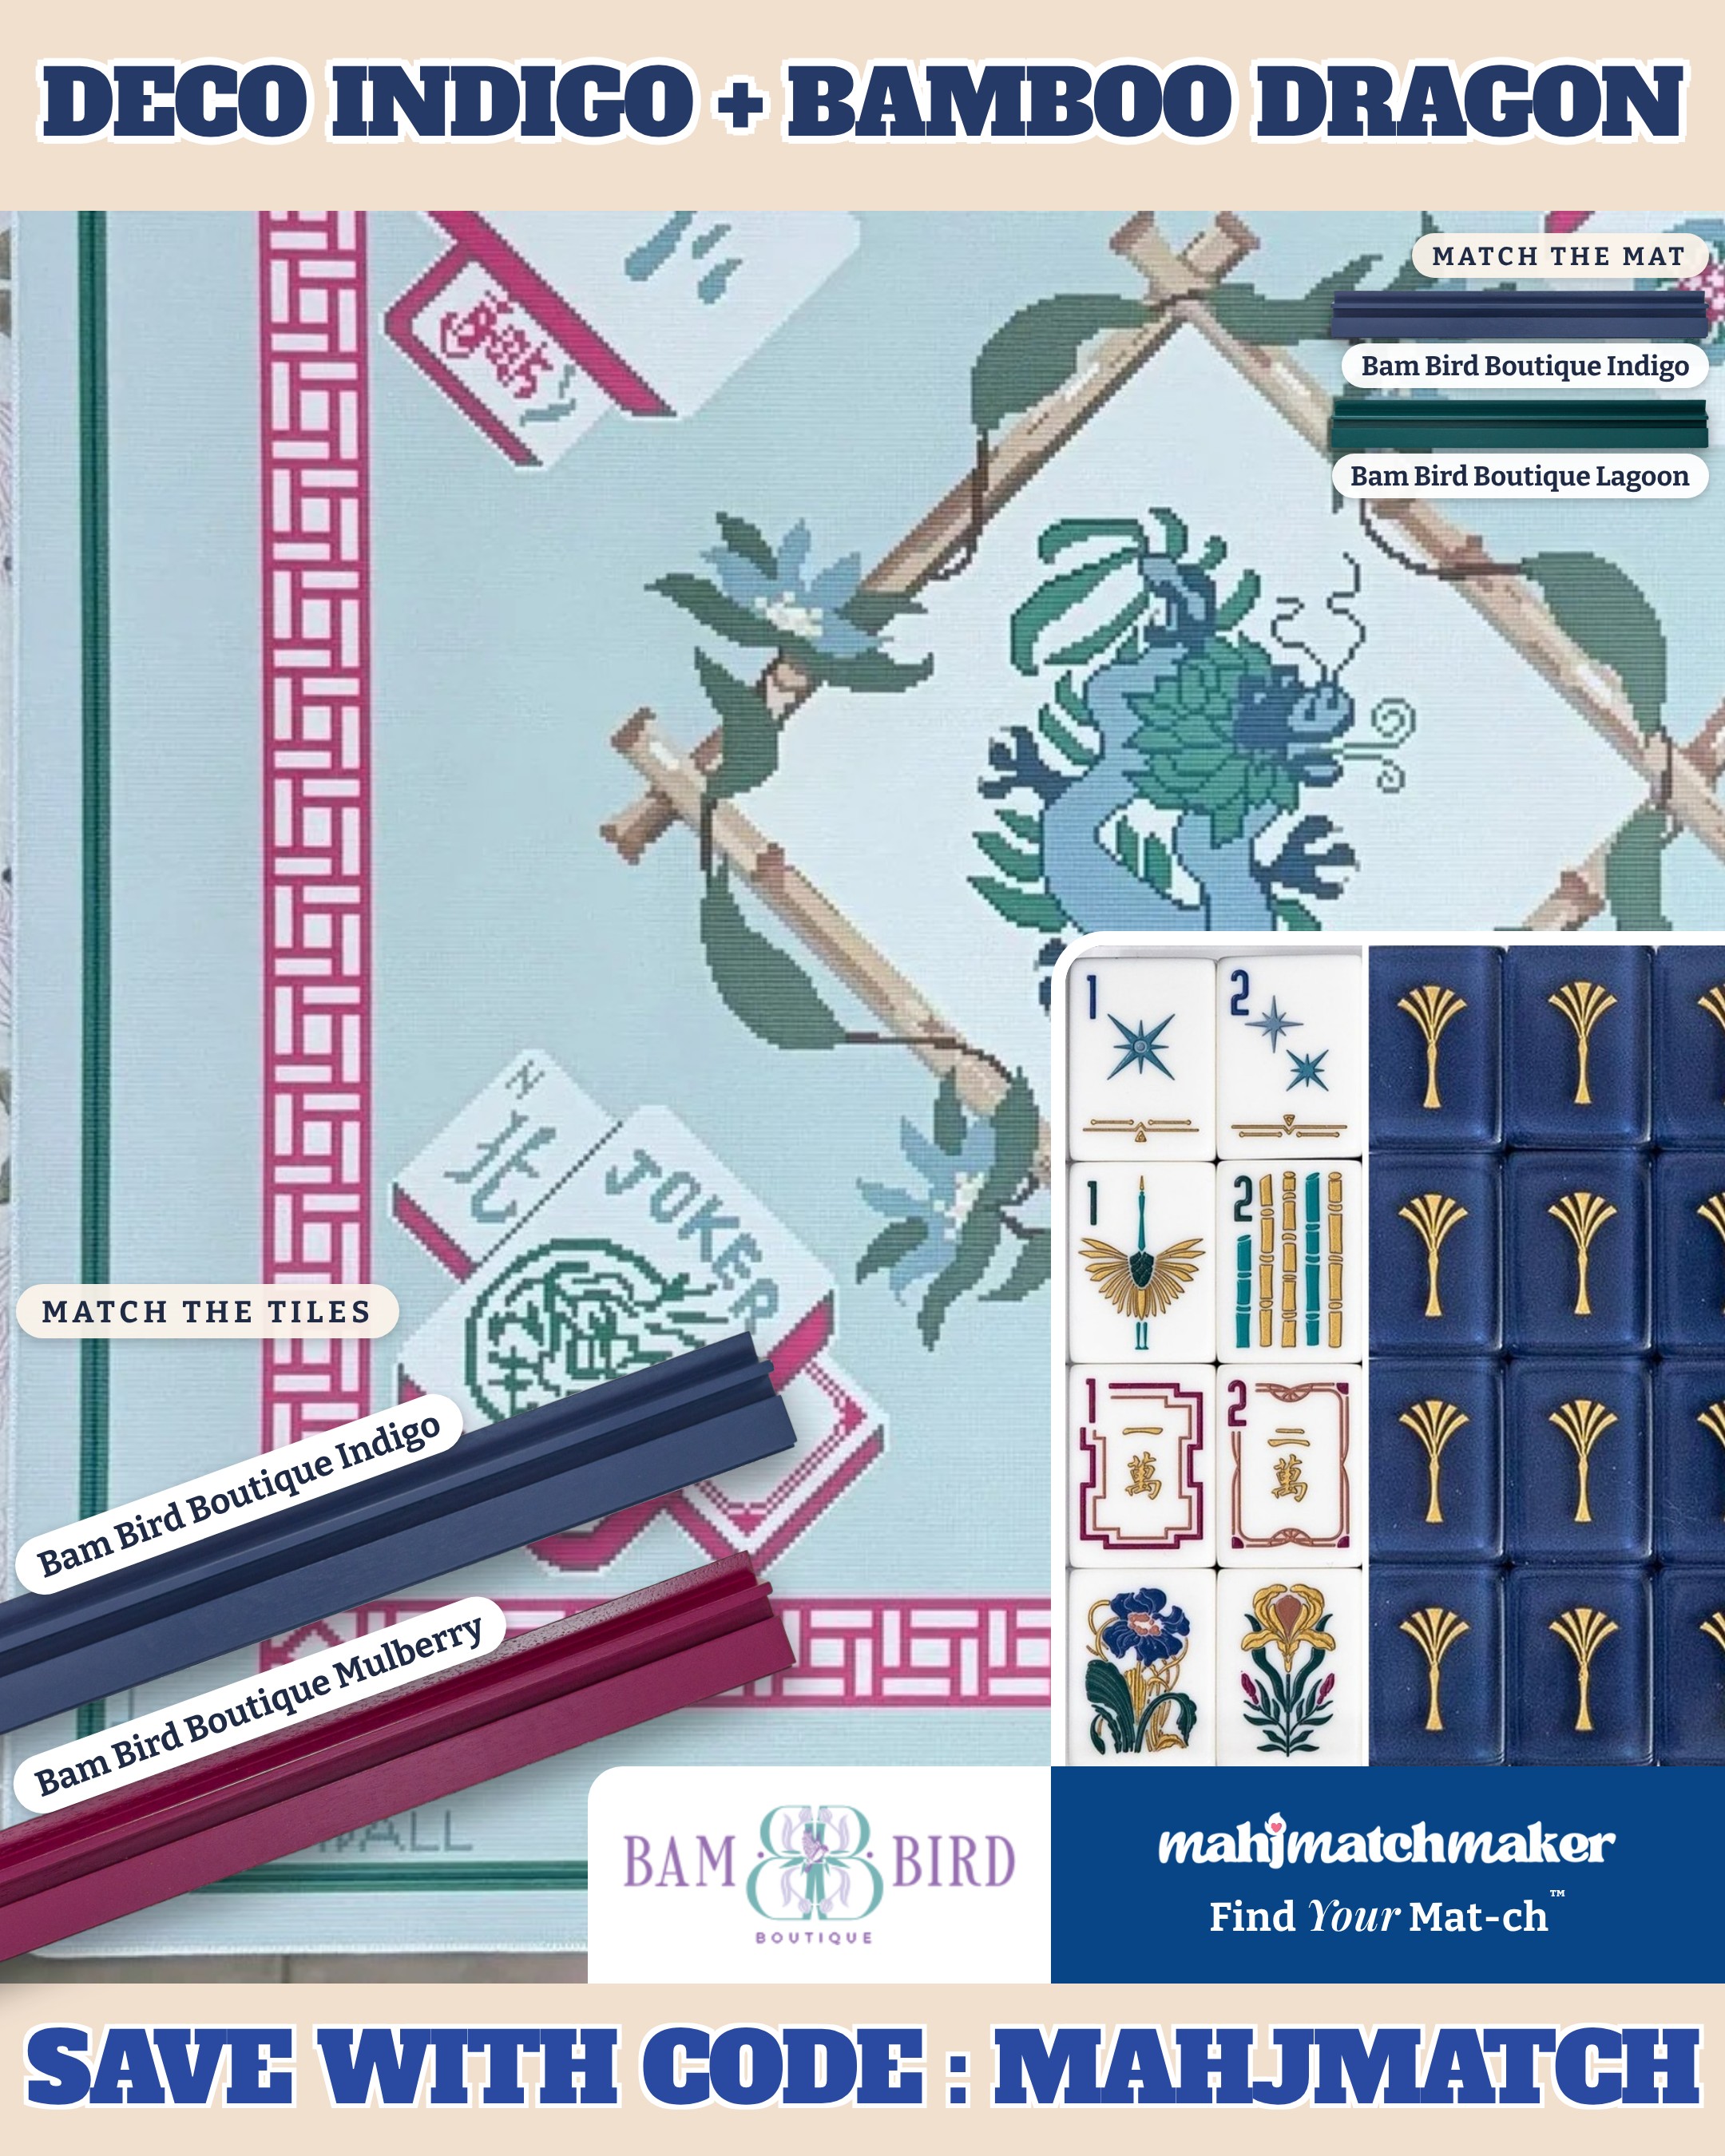 DECO INDIGO + BAMBOO DRAGON
MATCH THE MAT
Bam Bird Boutique Indigo
Bam Bird Boutique Lagoon
N
北
JOKER
1
2
1
2
1
一
萬
2
二
萬
MATCH THE TILES
Bam Bird Boutique Indigo
Bam Bird Boutique Mulberry
BAM BIRD
BOUTIQUE
mahjmatchmaker
Find Your Mat-ch™
SAVE WITH CODE : MAHJMATCH